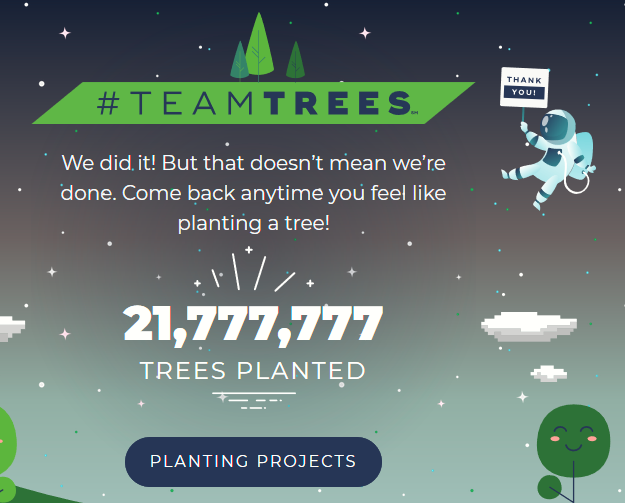 #TEAMTREES℠
THANK
YOU!
We did it! But that doesn't mean we're
done. Come back anytime you feel like
planting a tree!
21,777,777
TREES PLANTED
PLANTING PROJECTS